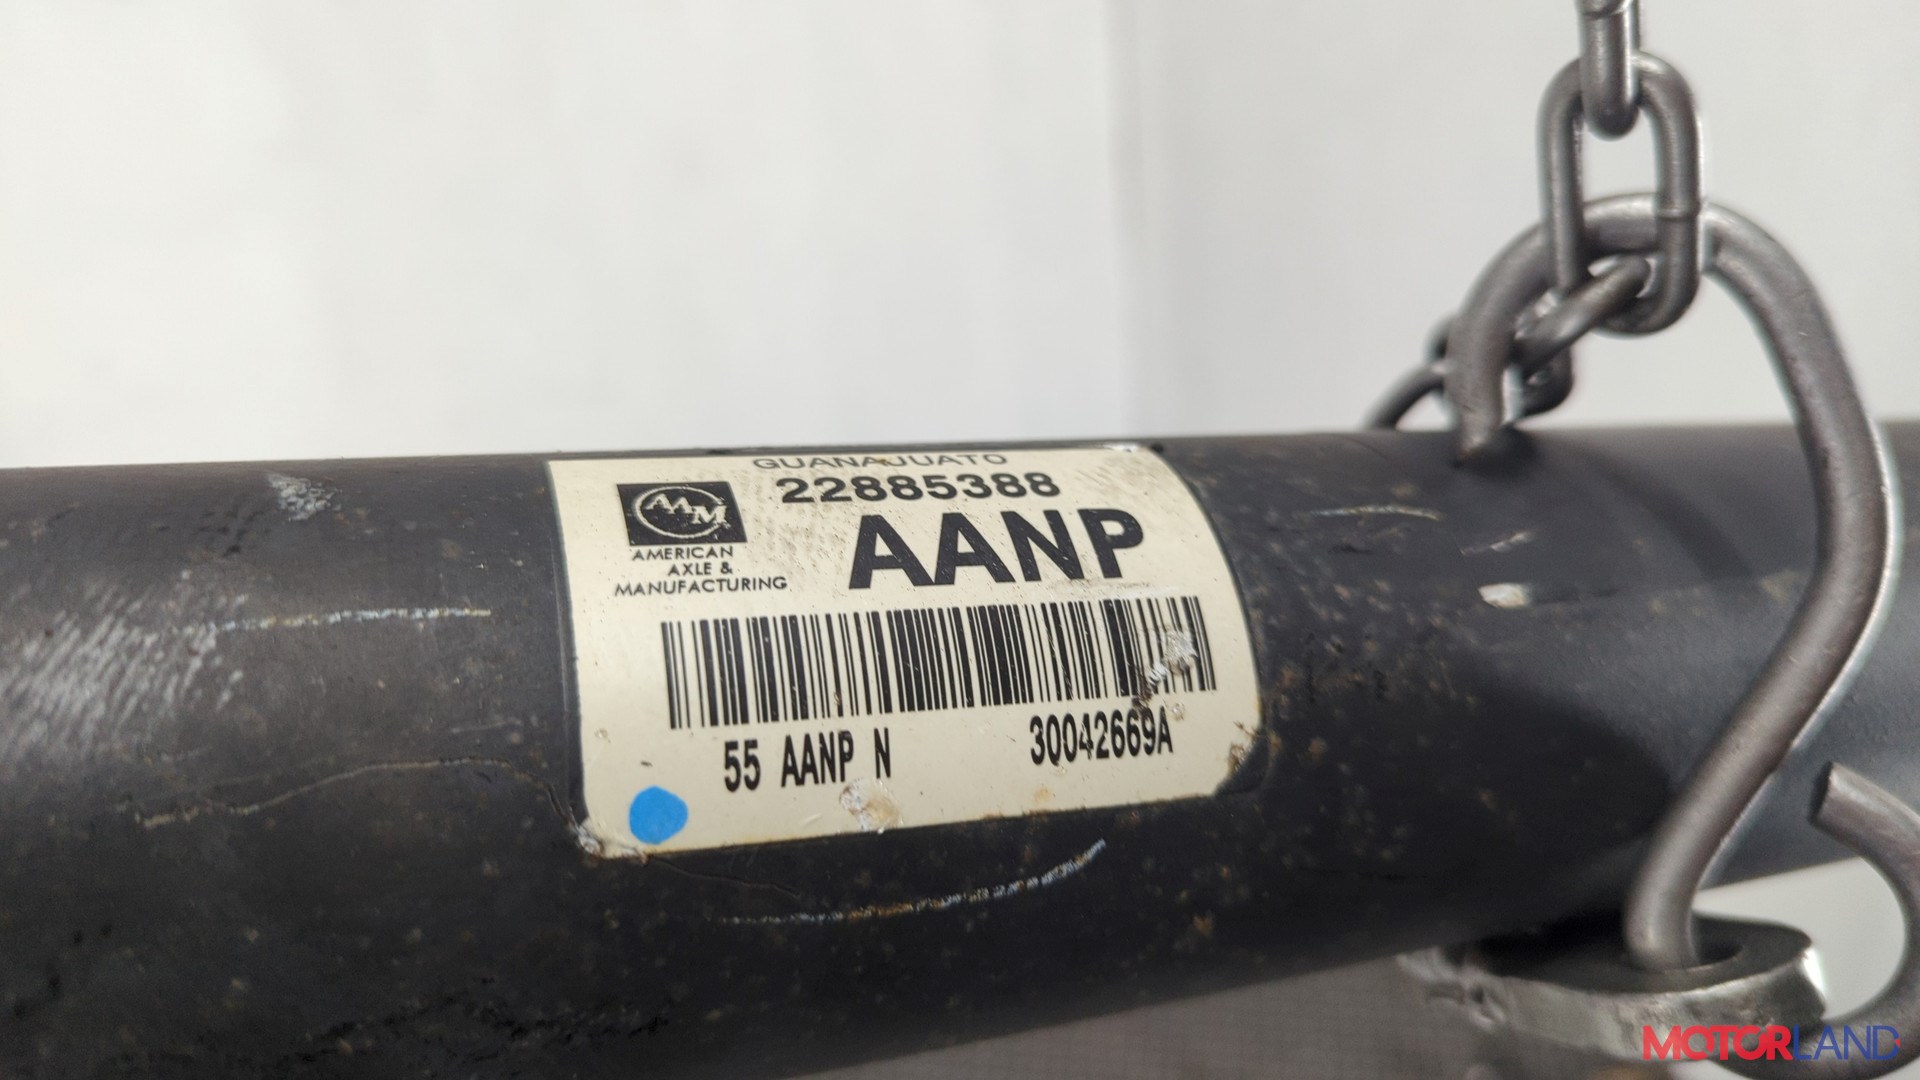 GUANAJUATO
22885388
AAM
AANP
AMERICAN
AXLE &
MANUFACTURING
55 AANP N 30042669A
MOTORLAND